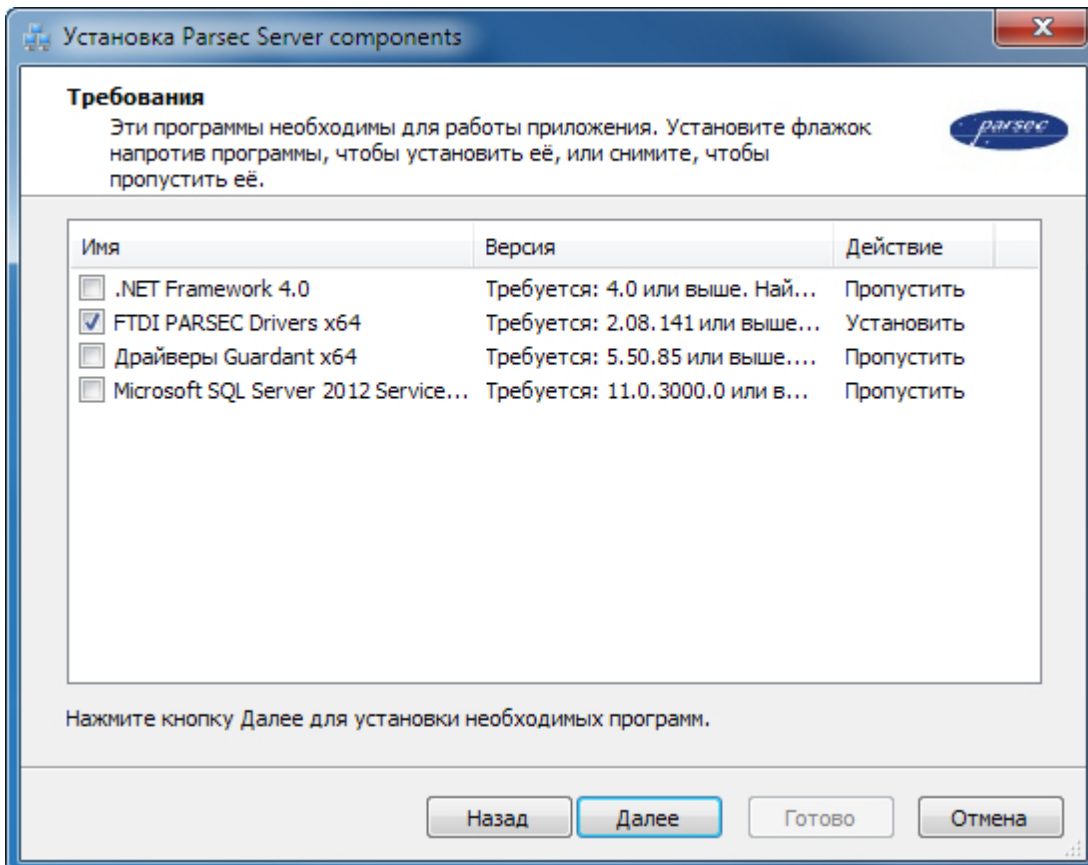 Установка Parsec Server components
Требования
Эти программы необходимы для работы приложения. Установите флажок
напротив программы, чтобы установить её, или снимите, чтобы
пропустить её.
parsec
Имя Версия Действие
.NET Framework 4.0 Требуется: 4.0 или выше. Най... Пропустить
FTDI PARSEC Drivers x64 Требуется: 2.08.141 или выше... Установить
Драйверы Guardant x64 Требуется: 5.50.85 или выше.... Пропустить
Microsoft SQL Server 2012 Service... Требуется: 11.0.3000.0 или в... Пропустить
Нажмите кнопку Далее для установки необходимых программ.
Назад Далее Готово Отмена